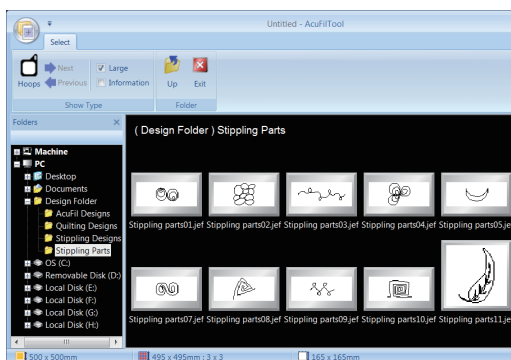 Untitled - AcuFilTool
Select
Hoops
Next
Previous
Large
Information
Up
Exit
Show Type
Folder
Folders
Machine
PC
Desktop
Documents
Design Folder
AcuFil Designs
Quilting Designs
Stippling Designs
Stippling Parts
OS (C:)
Removable Disk (D:)
Local Disk (E:)
Local Disk (F:)
Local Disk (G:)
Local Disk (H:)
( Design Folder ) Stippling Parts
Stippling parts01.jef Stippling parts02.jef Stippling parts03.jef Stippling parts04.jef Stippling parts05.je
Stippling parts07.jef Stippling parts08.jef Stippling parts09.jef Stippling parts10.jef Stippling parts11.je
500 x 500mm
495 x 495mm : 3 x 3
165 x 165mm